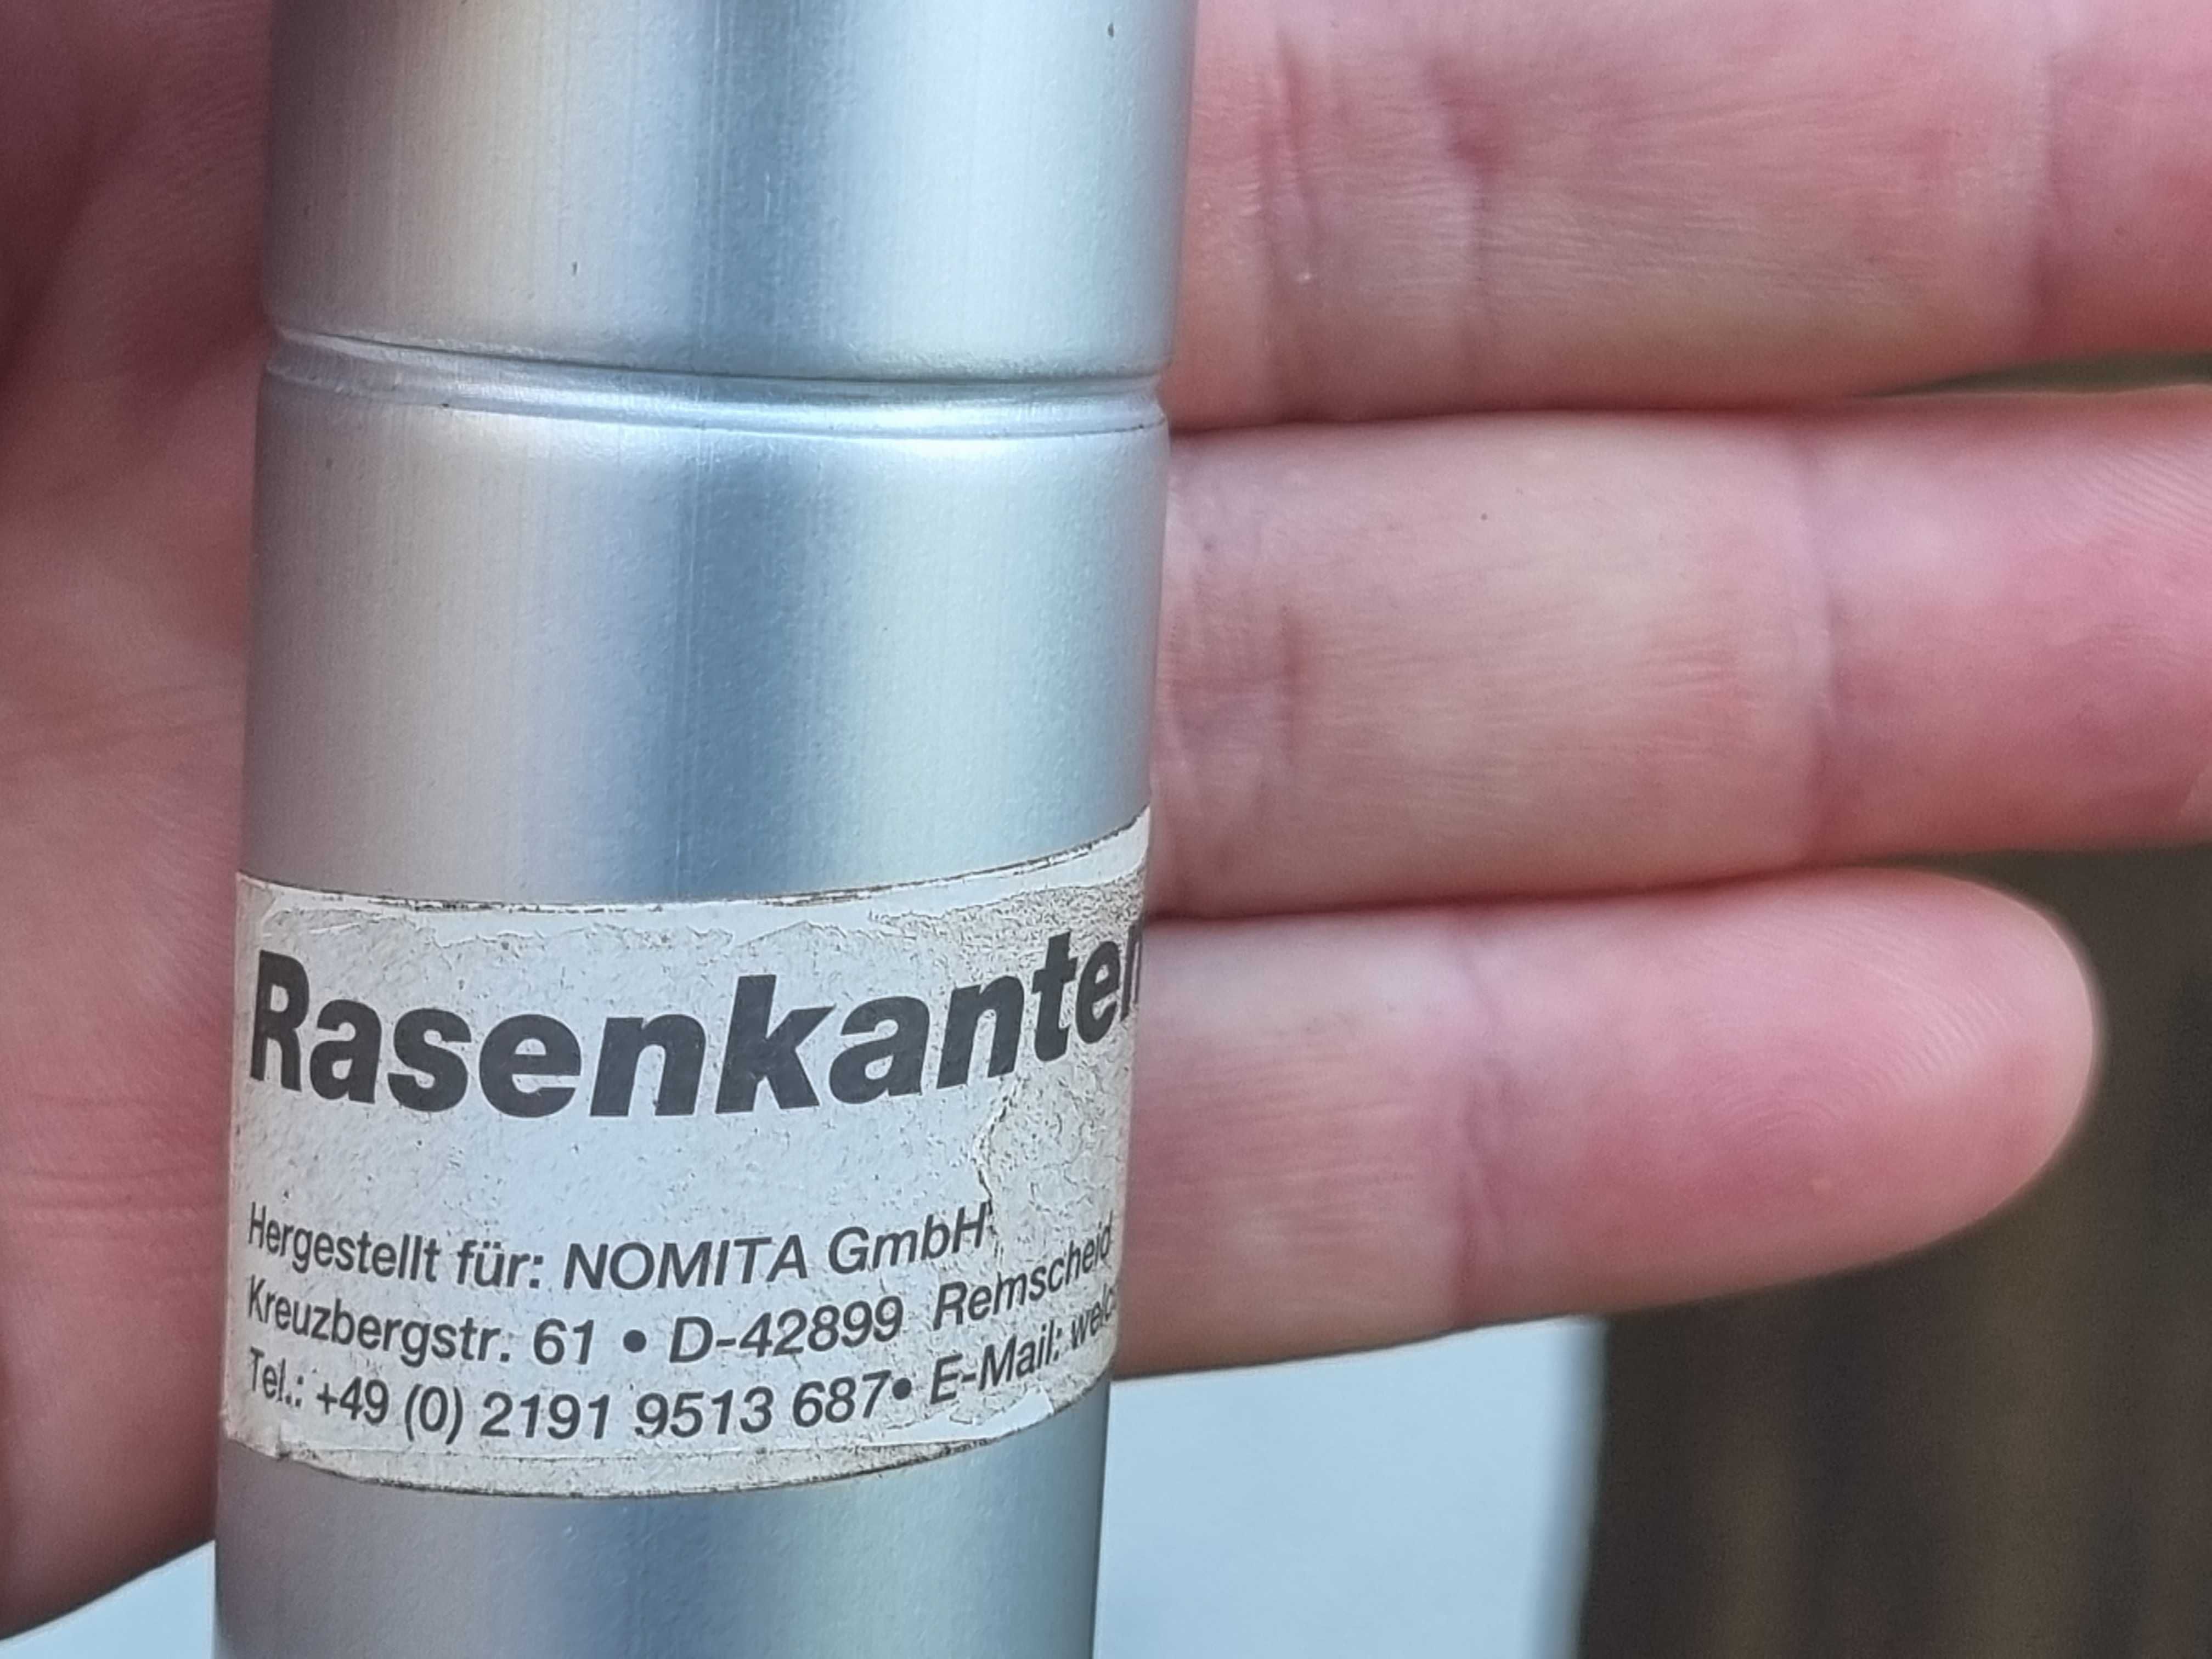 Rasenkanten
Hergestellt für: NOMITA GmbH
Kreuzbergstr. 61 • D-42899 Remscheid
Tel.: +49 (0) 2191 9513 687• E-Mail: